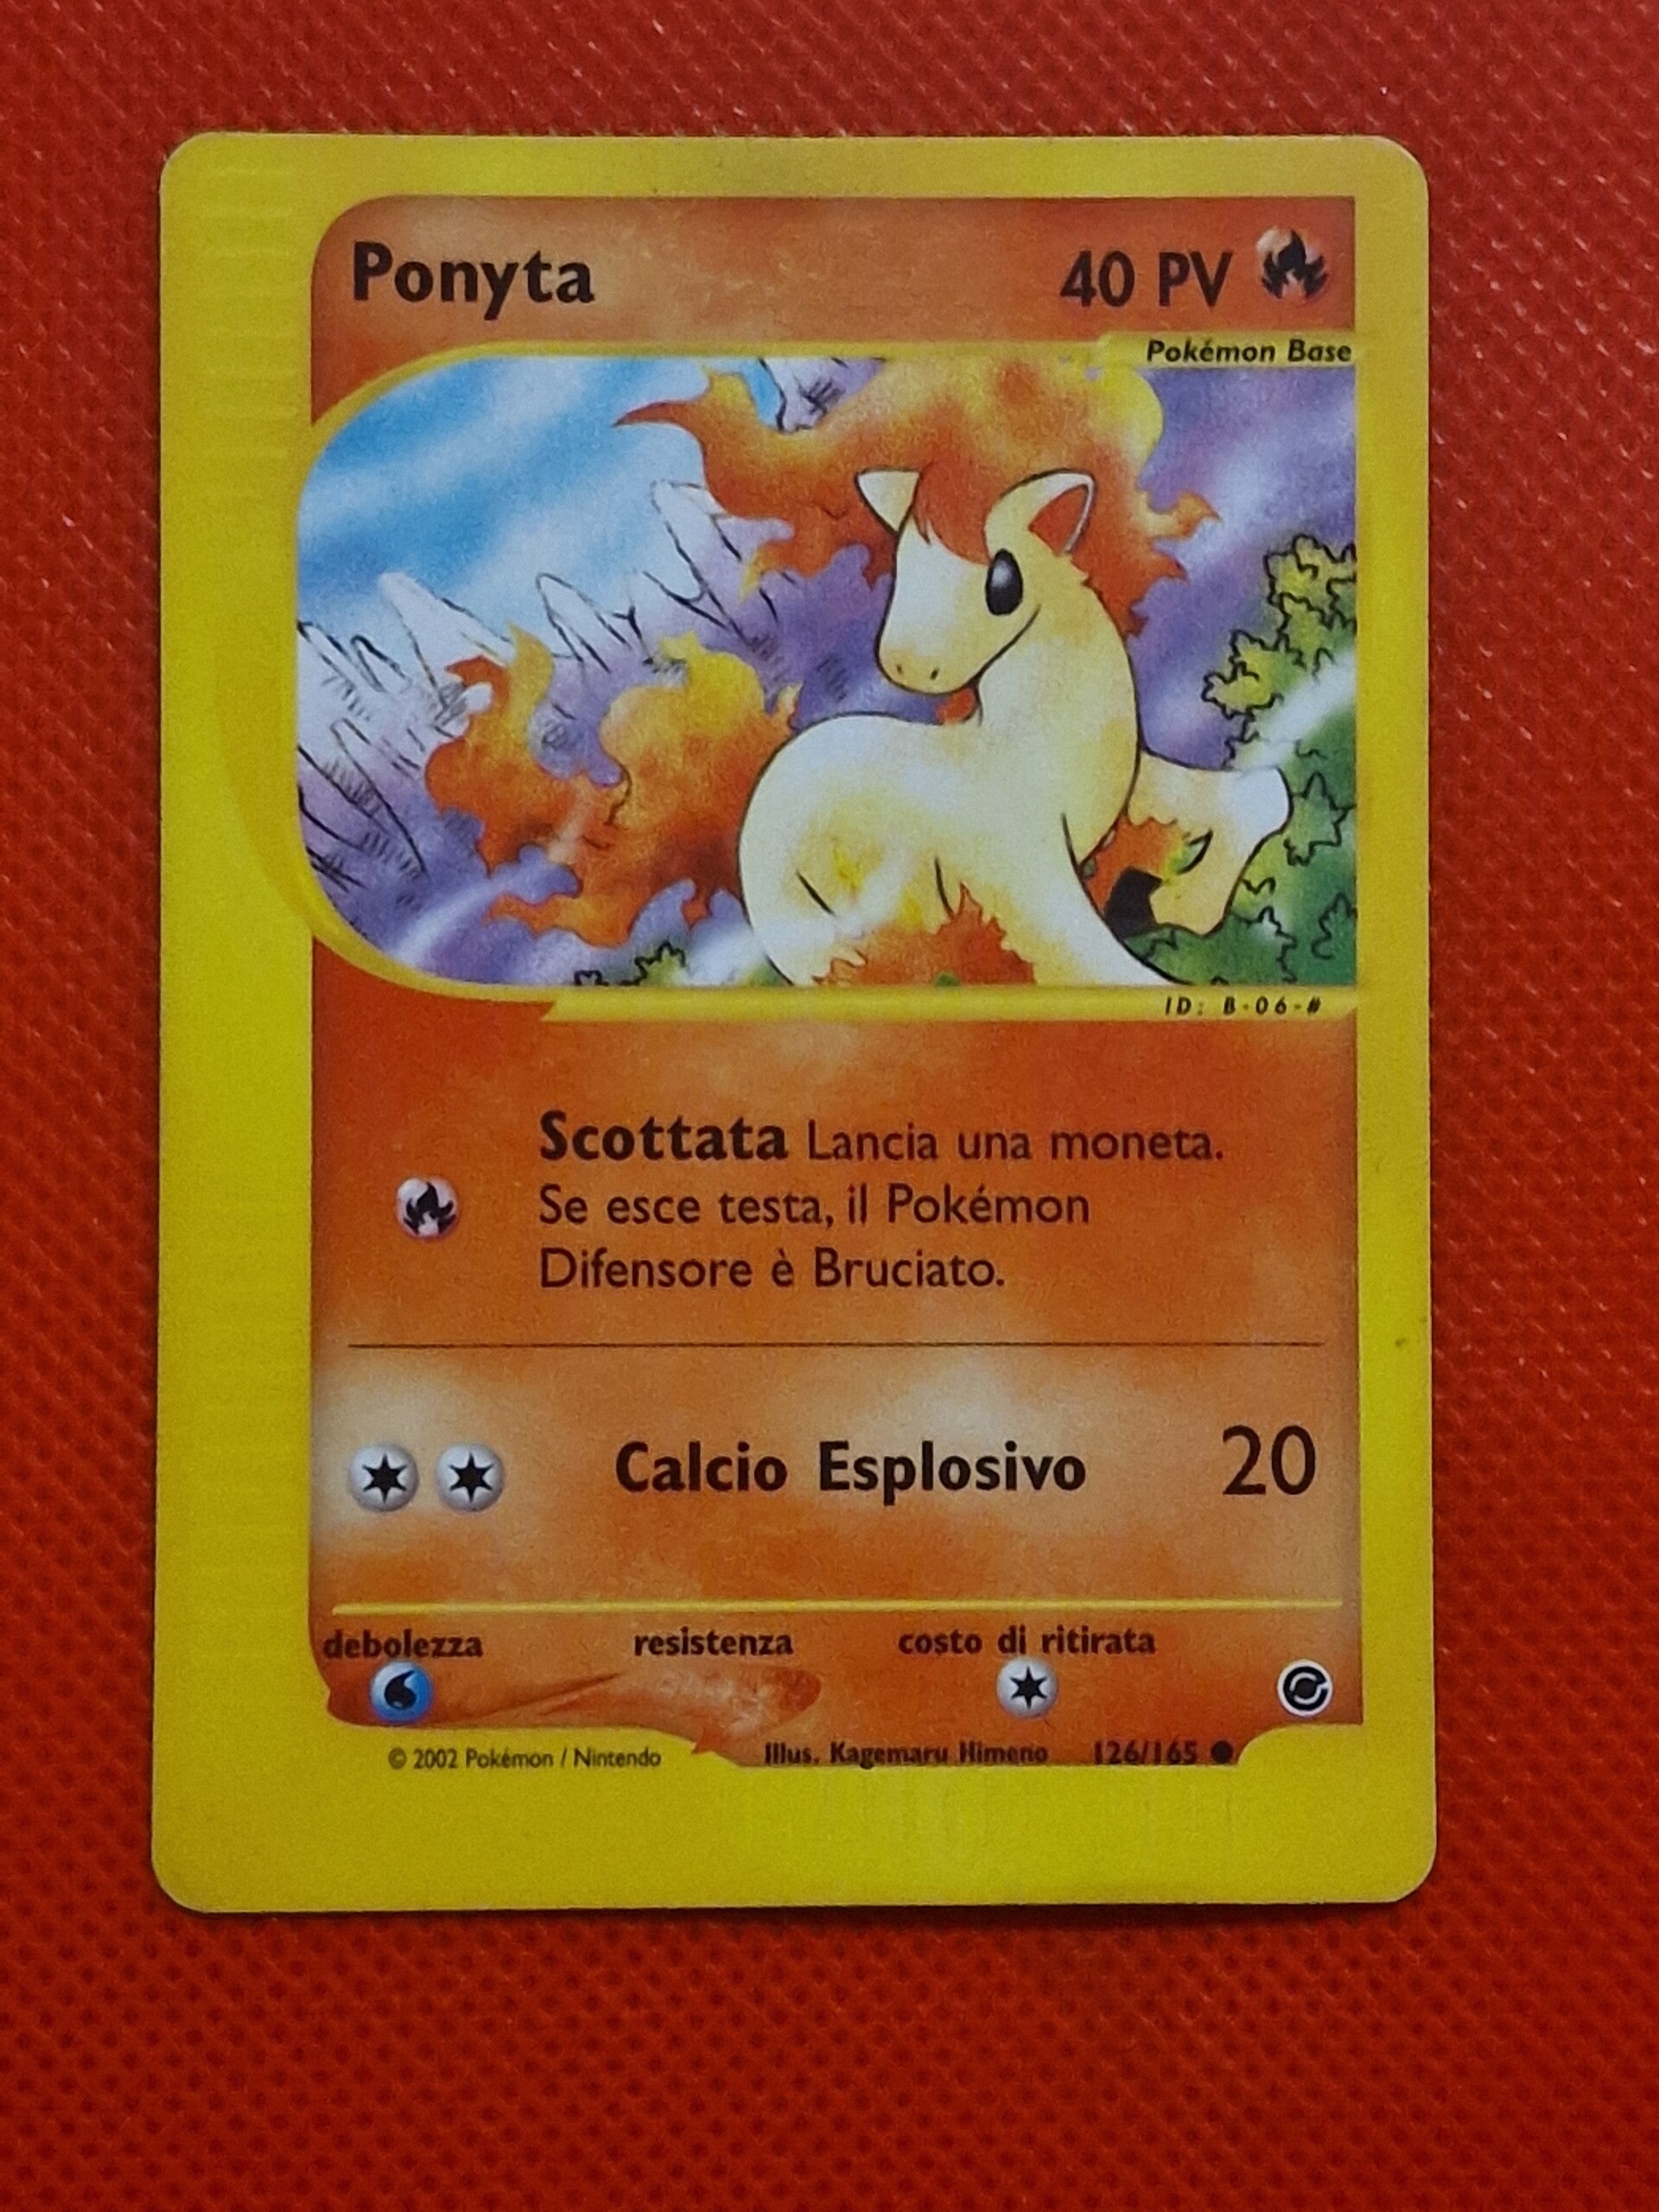 Ponyta 40 PV
Pokémon Base
ID: B-06-#
Scottata Lancia una moneta.
Se esce testa, il Pokémon
Difensore è Bruciato.
Calcio Esplosivo 20
debolezza resistenza costo di ritirata
© 2002 Pokémon / Nintendo Illus. Kagemaru Himeno 126/165